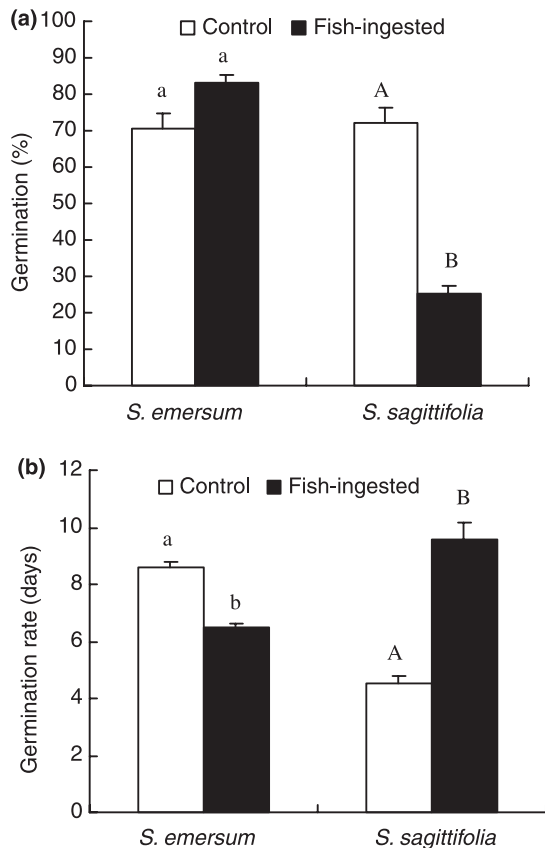 (a)
Control Fish-ingested
100
90
80
70
60
50
40
30
20
10
0
Germination (%)
a
a
A
B
S. emersum S. sagittifolia
(b)
Control Fish-ingested
12
10
8
6
4
2
0
Germination rate (days)
a
b
A
B
S. emersum S. sagittifolia